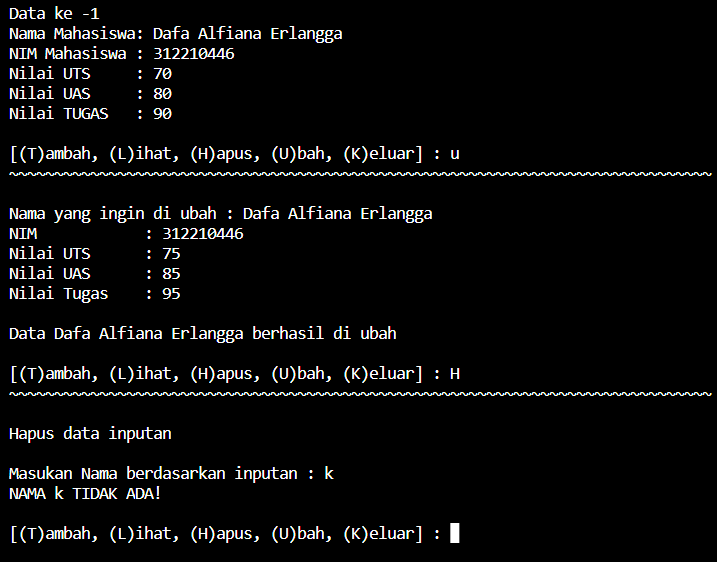 Data ke -1
Nama Mahasiswa: Dafa Alfiana Erlangga
NIM Mahasiswa : 312210446
Nilai UTS     : 70
Nilai UAS     : 80
Nilai TUGAS   : 90
[(T)ambah, (L)ihat, (H)apus, (U)bah, (K)eluar] : u
~~~~~~~~~~~~~~~~~~~~~~~~~~~~~~~~~~~~~~~~~~~~~~~~~~~~~~~~~~~~~~~~~~~~~~~~~~~~~~
Nama yang ingin di ubah : Dafa Alfiana Erlangga
NIM            : 312210446
Nilai UTS      : 75
Nilai UAS      : 85
Nilai Tugas    : 95
Data Dafa Alfiana Erlangga berhasil di ubah
[(T)ambah, (L)ihat, (H)apus, (U)bah, (K)eluar] : H
~~~~~~~~~~~~~~~~~~~~~~~~~~~~~~~~~~~~~~~~~~~~~~~~~~~~~~~~~~~~~~~~~~~~~~~~~~~~~~
Hapus data inputan
Masukan Nama berdasarkan inputan : k
NAMA k TIDAK ADA!
[(T)ambah, (L)ihat, (H)apus, (U)bah, (K)eluar] :